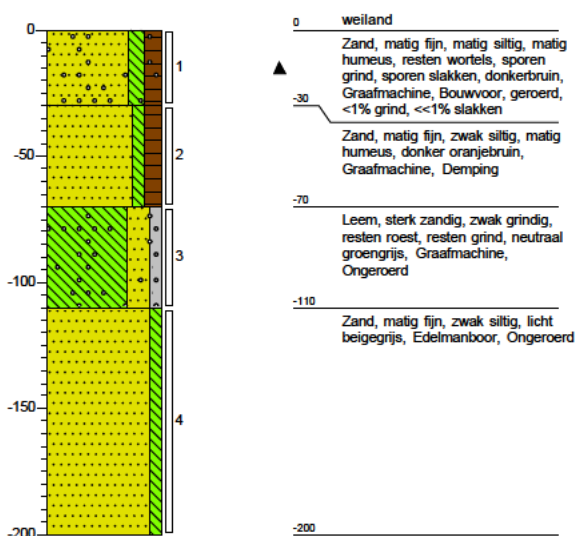 0
-50
-100
-150
-200
1
2
3
4
0 weiland
Zand, matig fijn, matig siltig, matig
humeus, resten wortels, sporen
grind, sporen slakken, donkerbruin,
Graafmachine, Bouwvoor, geroerd,
<1% grind, <<1% slakken
-30
Zand, matig fijn, zwak siltig, matig
humeus, donker oranjebruin,
Graafmachine, Demping
-70
Leem, sterk zandig, zwak grindig,
resten roest, resten grind, neutraal
groengrijs, Graafmachine,
Ongeroerd
-110
Zand, matig fijn, zwak siltig, licht
beigegrijs, Edelmanboor, Ongeroerd
-200